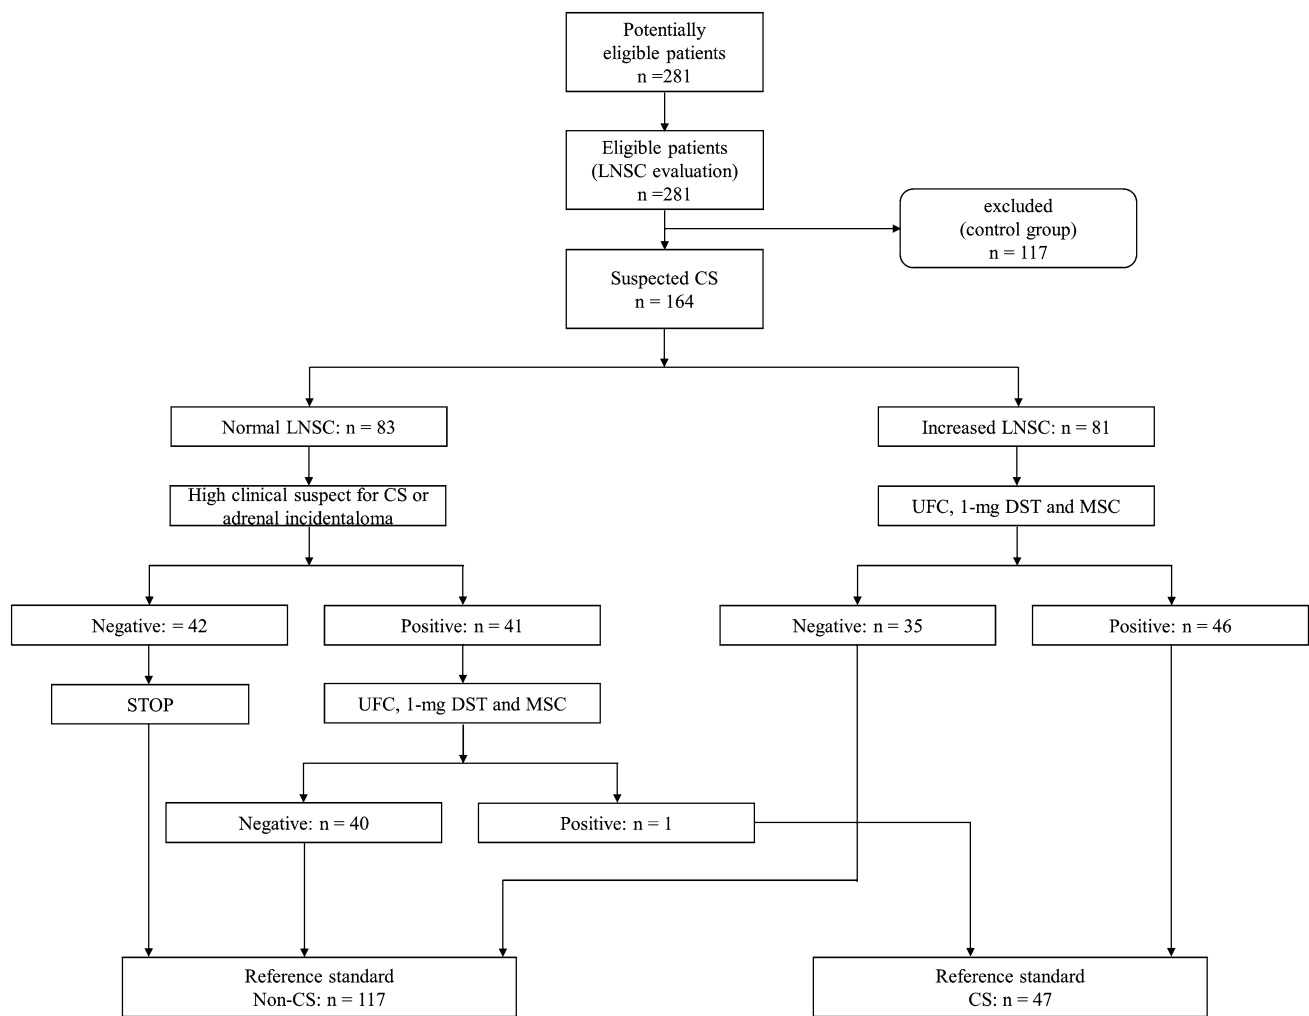 Potentially
eligible patients
n =281
Eligible patients
(LNSC evaluation)
n =281
excluded
(control group)
n = 117
Suspected CS
n = 164
Normal LNSC: n = 83
Increased LNSC: n = 81
High clinical suspect for CS or
adrenal incidentaloma
UFC, 1-mg DST and MSC
Negative: = 42
Positive: n = 41
Negative: n = 35
Positive: n = 46
STOP
UFC, 1-mg DST and MSC
Negative: n = 40
Positive: n = 1
Reference standard
Non-CS: n = 117
Reference standard
CS: n = 47